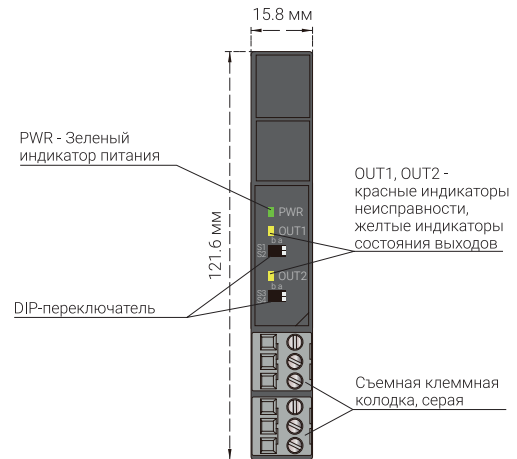 15.8 мм
PWR - Зеленый
индикатор питания
121.6 мм
OUT1, OUT2 -
красные индикаторы
неисправности,
желтые индикаторы
состояния выходов
PWR
OUT1
b a
S1
S2
OUT2
b a
S3
S4
DIP-переключатель
Съемная клеммная
колодка, серая